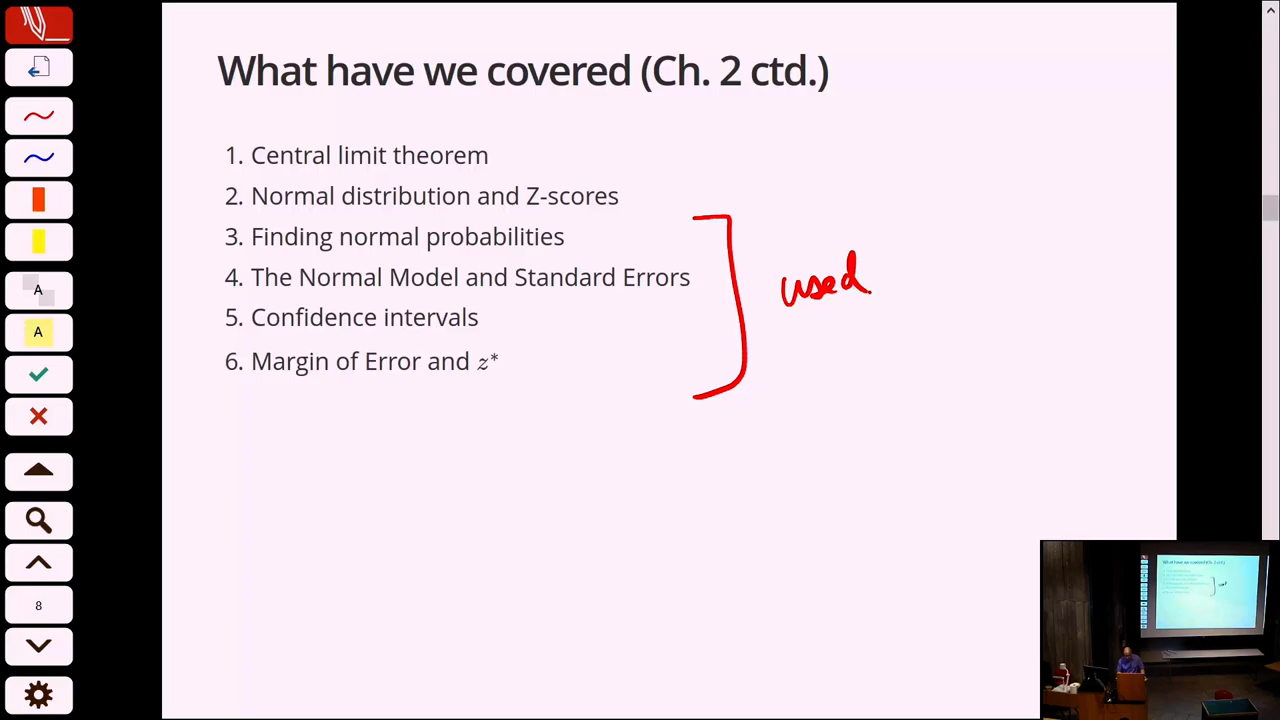 What have we covered (Ch. 2 ctd.)
1. Central limit theorem
2. Normal distribution and Z-scores
3. Finding normal probabilities
4. The Normal Model and Standard Errors
5. Confidence intervals
6. Margin of Error and z*
used
A
A
8